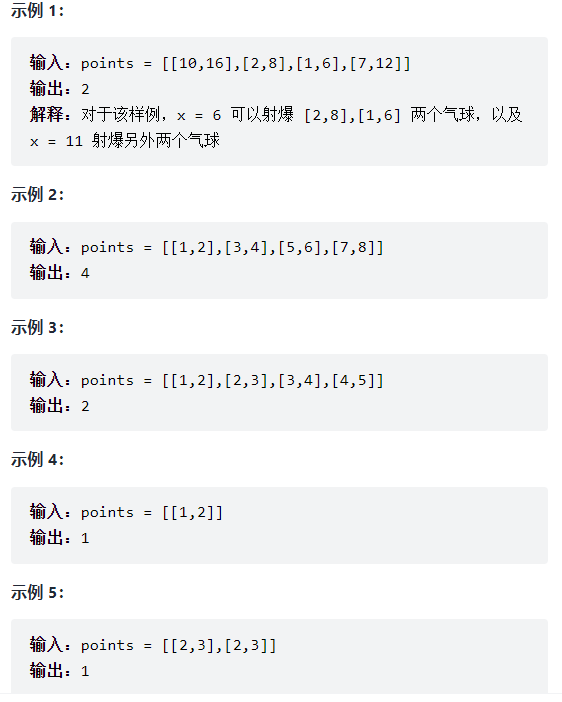 示例 1：
输入：points = [[10,16],[2,8],[1,6],[7,12]]
输出：2
解释：对于该样例，x = 6 可以射爆 [2,8],[1,6] 两个气球，以及
x = 11 射爆另外两个气球
示例 2：
输入：points = [[1,2],[3,4],[5,6],[7,8]]
输出：4
示例 3：
输入：points = [[1,2],[2,3],[3,4],[4,5]]
输出：2
示例 4：
输入：points = [[1,2]]
输出：1
示例 5：
输入：points = [[2,3],[2,3]]
输出：1